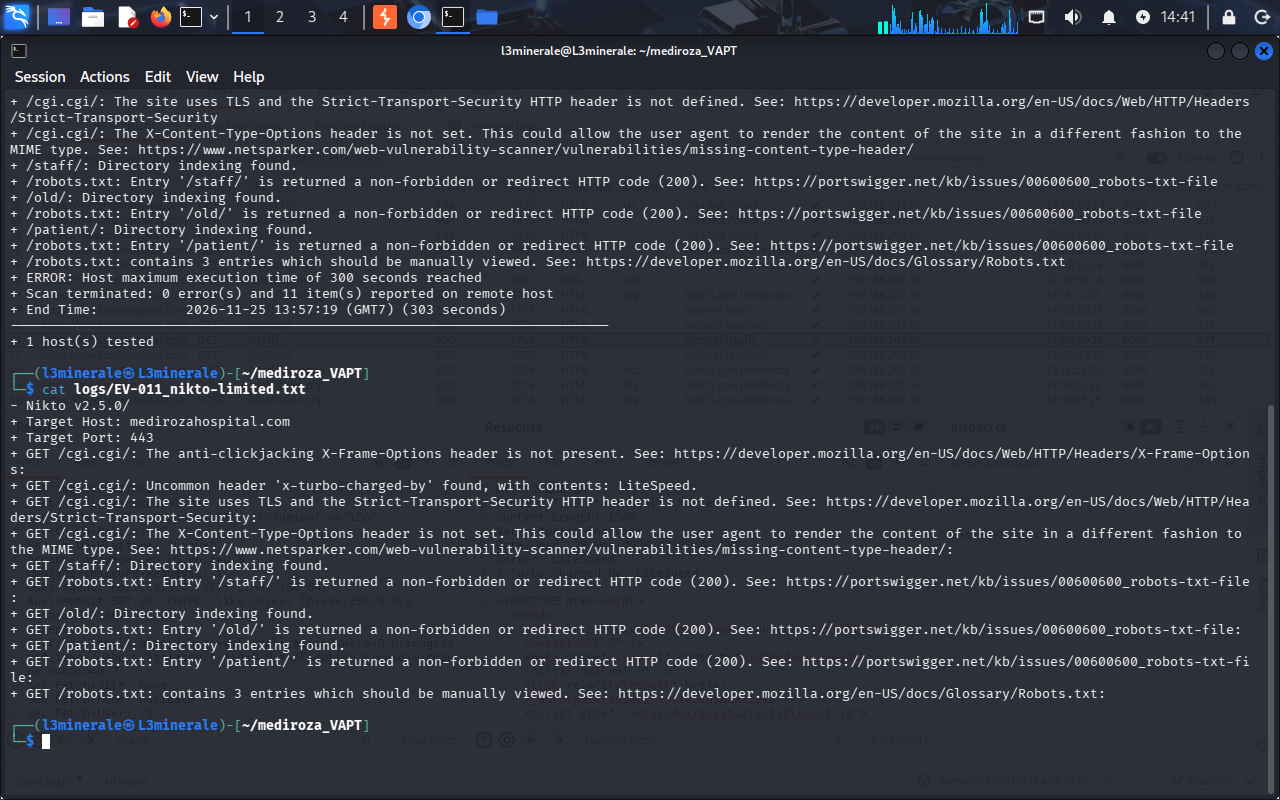 1 2 3 4 14:41
l3minerale@L3minerale: ~/mediroza_VAPT
Session Actions Edit View Help
+ /cgi.cgi/: The site uses TLS and the Strict-Transport-Security HTTP header is not defined. See: https://developer.mozilla.org/en-US/docs/Web/HTTP/Headers
/Strict-Transport-Security
+ /cgi.cgi/: The X-Content-Type-Options header is not set. This could allow the user agent to render the content of the site in a different fashion to the
MIME type. See: https://www.netsparker.com/web-vulnerability-scanner/vulnerabilities/missing-content-type-header/
+ /staff/: Directory indexing found.
+ /robots.txt: Entry '/staff/' is returned a non-forbidden or redirect HTTP code (200). See: https://portswigger.net/kb/issues/00600600_robots-txt-file
+ /old/: Directory indexing found.
+ /robots.txt: Entry '/old/' is returned a non-forbidden or redirect HTTP code (200). See: https://portswigger.net/kb/issues/00600600_robots-txt-file
+ /patient/: Directory indexing found.
+ /robots.txt: Entry '/patient/' is returned a non-forbidden or redirect HTTP code (200). See: https://portswigger.net/kb/issues/00600600_robots-txt-file
+ /robots.txt: contains 3 entries which should be manually viewed. See: https://developer.mozilla.org/en-US/docs/Glossary/Robots.txt
+ ERROR: Host maximum execution time of 300 seconds reached
+ Scan terminated: 0 error(s) and 11 item(s) reported on remote host
+ End Time: 2026-11-25 13:57:19 (GMT7) (303 seconds)
+ 1 host(s) tested
(l3minerale㉿L3minerale)-[~/mediroza_VAPT]
$ cat logs/EV-011_nikto-limited.txt
- Nikto v2.5.0/
+ Target Host: medirozahospital.com
+ Target Port: 443
+ GET /cgi.cgi/: The anti-clickjacking X-Frame-Options header is not present. See: https://developer.mozilla.org/en-US/docs/Web/HTTP/Headers/X-Frame-Option
s:
+ GET /cgi.cgi/: Uncommon header 'x-turbo-charged-by' found, with contents: LiteSpeed.
+ GET /cgi.cgi/: The site uses TLS and the Strict-Transport-Security HTTP header is not defined. See: https://developer.mozilla.org/en-US/docs/Web/HTTP/Hea
ders/Strict-Transport-Security:
+ GET /cgi.cgi/: The X-Content-Type-Options header is not set. This could allow the user agent to render the content of the site in a different fashion to
the MIME type. See: https://www.netsparker.com/web-vulnerability-scanner/vulnerabilities/missing-content-type-header/:
+ GET /staff/: Directory indexing found.
+ GET /robots.txt: Entry '/staff/' is returned a non-forbidden or redirect HTTP code (200). See: https://portswigger.net/kb/issues/00600600_robots-txt-file
:
+ GET /old/: Directory indexing found.
+ GET /robots.txt: Entry '/old/' is returned a non-forbidden or redirect HTTP code (200). See: https://portswigger.net/kb/issues/00600600_robots-txt-file:
+ GET /patient/: Directory indexing found.
+ GET /robots.txt: Entry '/patient/' is returned a non-forbidden or redirect HTTP code (200). See: https://portswigger.net/kb/issues/00600600_robots-txt-fi
le:
+ GET /robots.txt: contains 3 entries which should be manually viewed. See: https://developer.mozilla.org/en-US/docs/Glossary/Robots.txt:
(l3minerale㉿L3minerale)-[~/mediroza_VAPT]
$